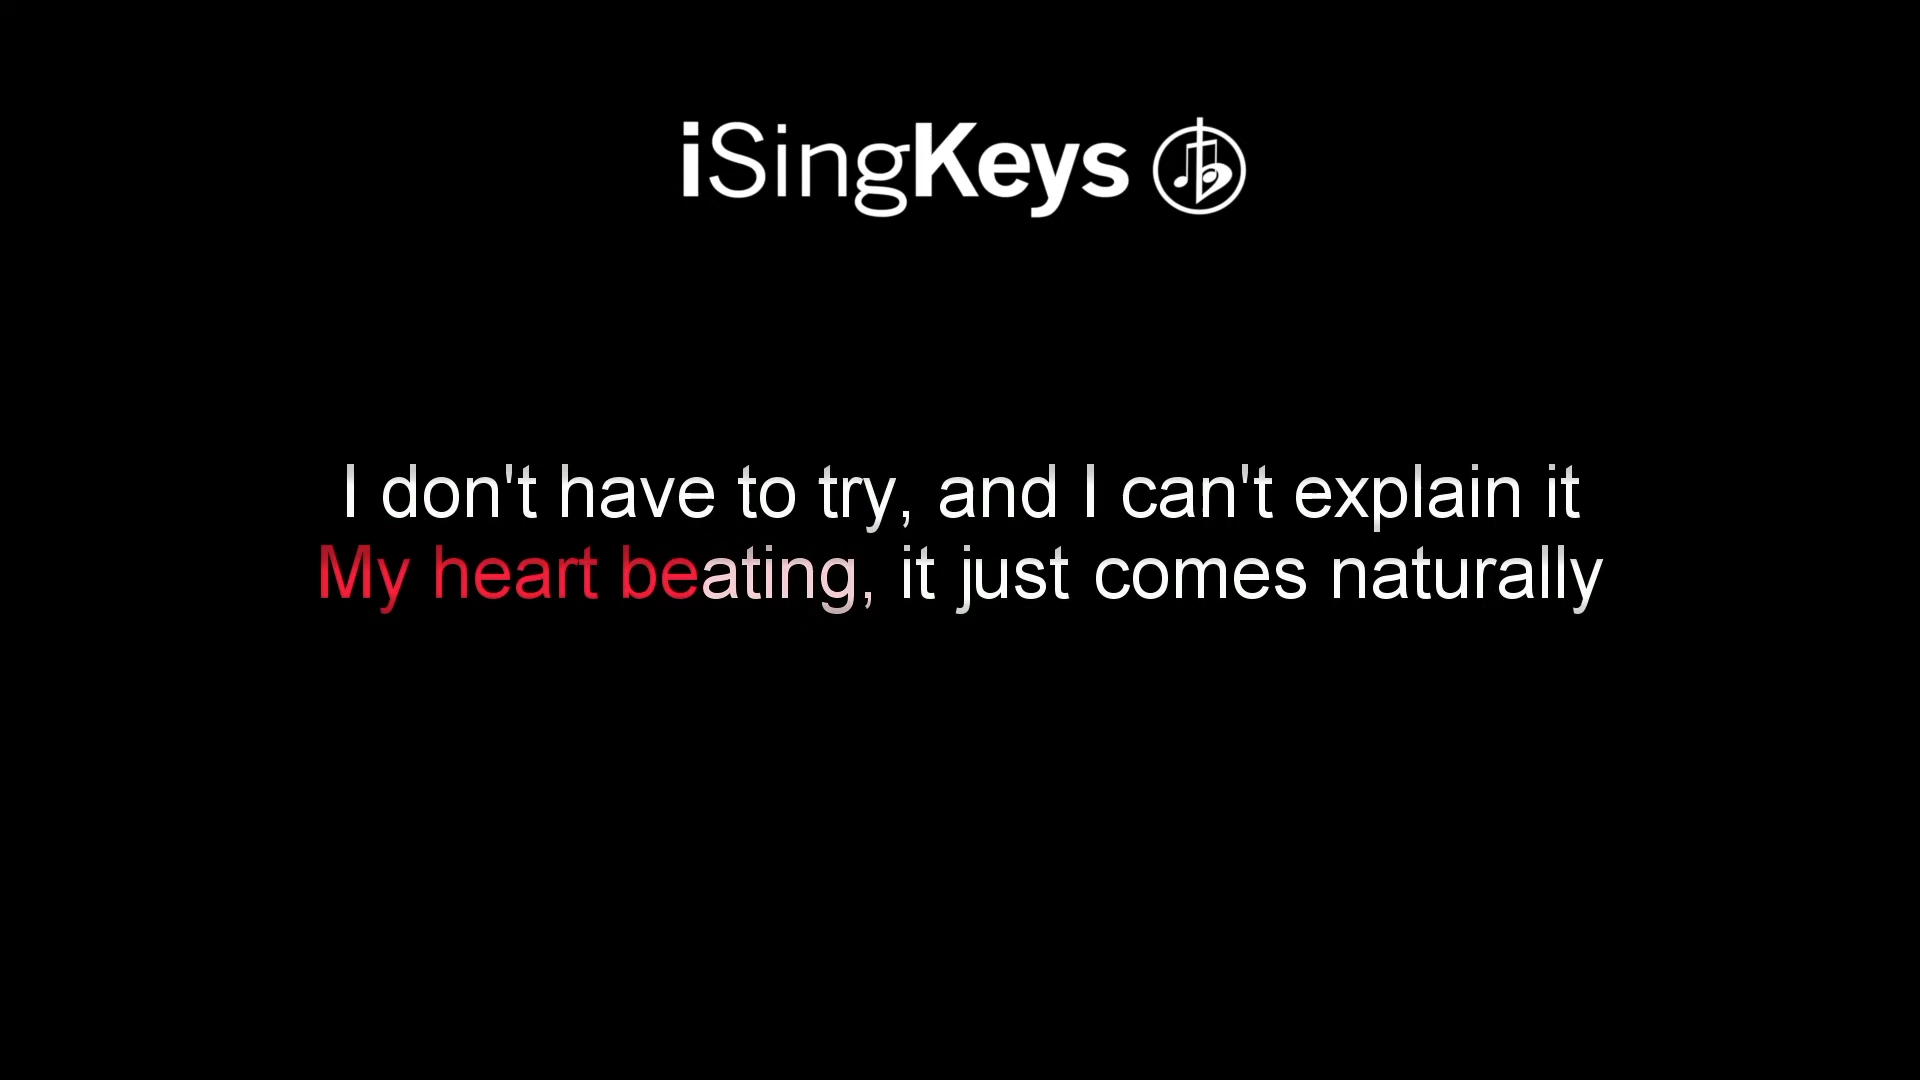 iSingKeys
I don't have to try, and I can't explain it
My heart beating, it just comes naturally